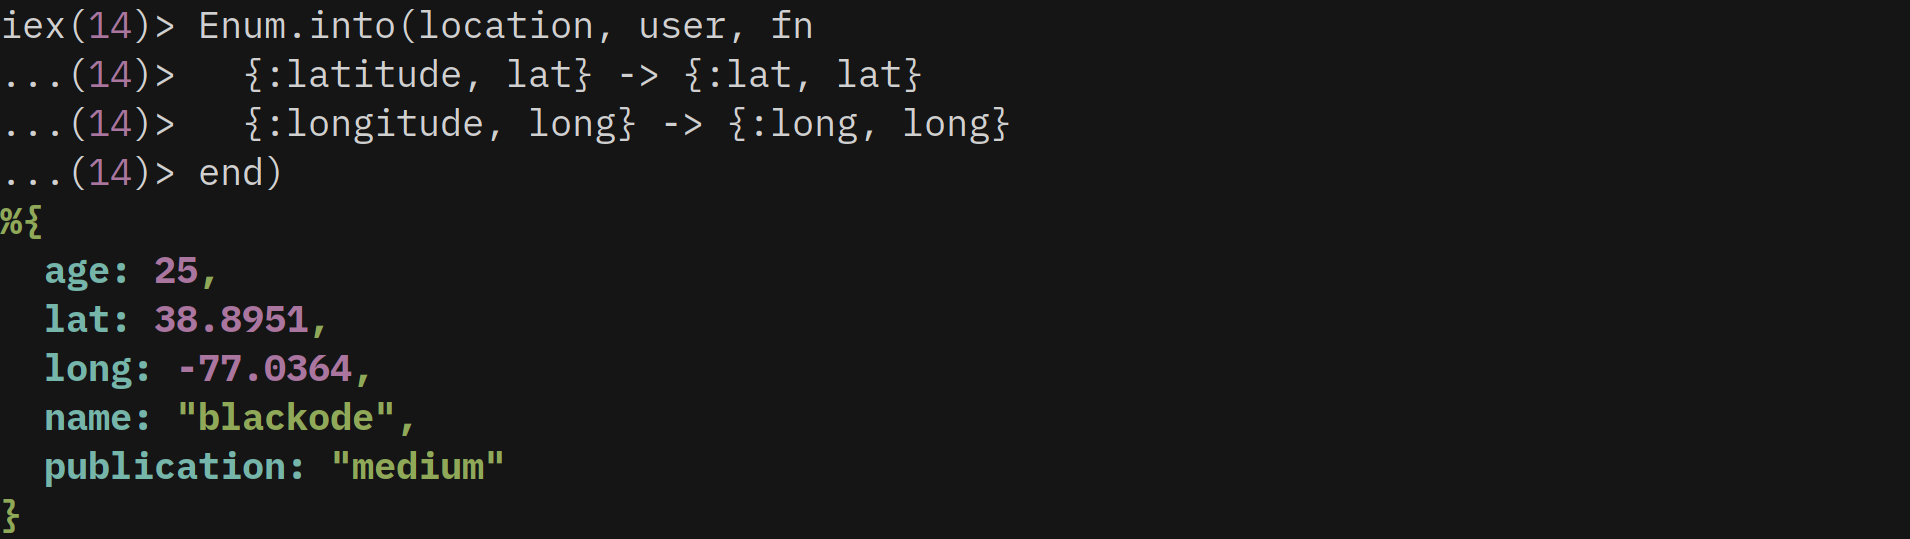 iex(14)> Enum.into(location, user, fn
...(14)>   {:latitude, lat} -> {:lat, lat}
...(14)>   {:longitude, long} -> {:long, long}
...(14)> end)
%{
  age: 25,
  lat: 38.8951,
  long: -77.0364,
  name: "blackode",
  publication: "medium"
}